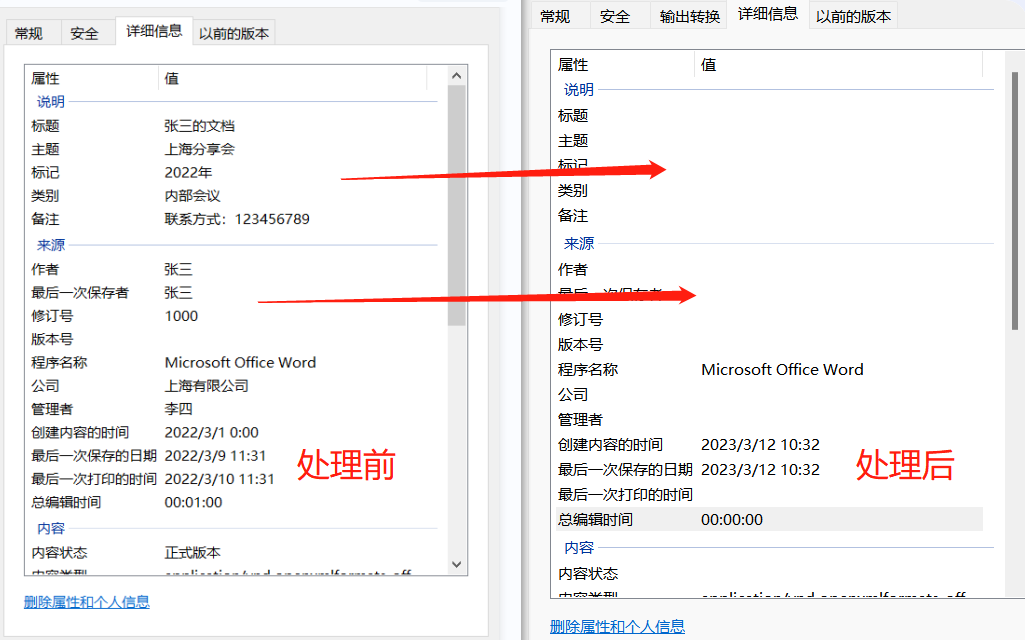 常规 安全 详细信息 以前的版本
属性 值
说明
标题 张三的文档
主题 上海分享会
标记 2022年
类别 内部会议
备注 联系方式：123456789
来源
作者 张三
最后一次保存者 张三
修订号 1000
版本号
程序名称 Microsoft Office Word
公司 上海有限公司
管理者 李四
创建内容的时间 2022/3/1 0:00
最后一次保存的日期 2022/3/9 11:31
最后一次打印的时间 2022/3/10 11:31
总编辑时间 00:01:00
处理前
内容
内容状态 正式版本
内容类型 application/vnd.openxmlformats-off
删除属性和个人信息
常规 安全 输出转换 详细信息 以前的版本
属性 值
说明
标题
主题
标记
类别
备注
来源
作者
最后一次保存者
修订号
版本号
程序名称 Microsoft Office Word
公司
管理者
创建内容的时间 2023/3/12 10:32
最后一次保存的日期 2023/3/12 10:32
最后一次打印的时间
总编辑时间 00:00:00
处理后
内容
内容状态
内容类型 application/vnd.openxmlformats-off
删除属性和个人信息